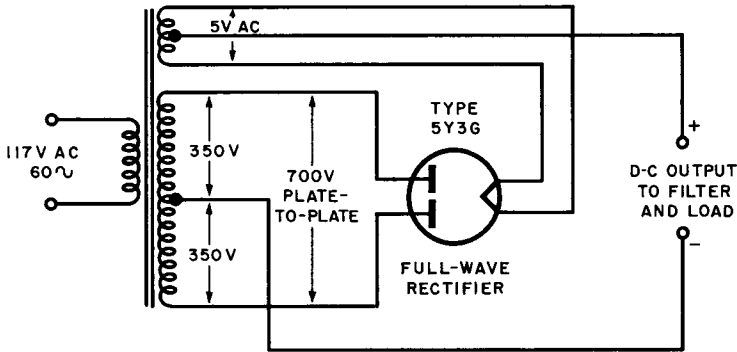 5V AC
117V AC
60~
350V
350V
700V
PLATE-
TO-PLATE
TYPE
5Y3G
FULL-WAVE
RECTIFIER
+
D-C OUTPUT
TO FILTER
AND LOAD
−